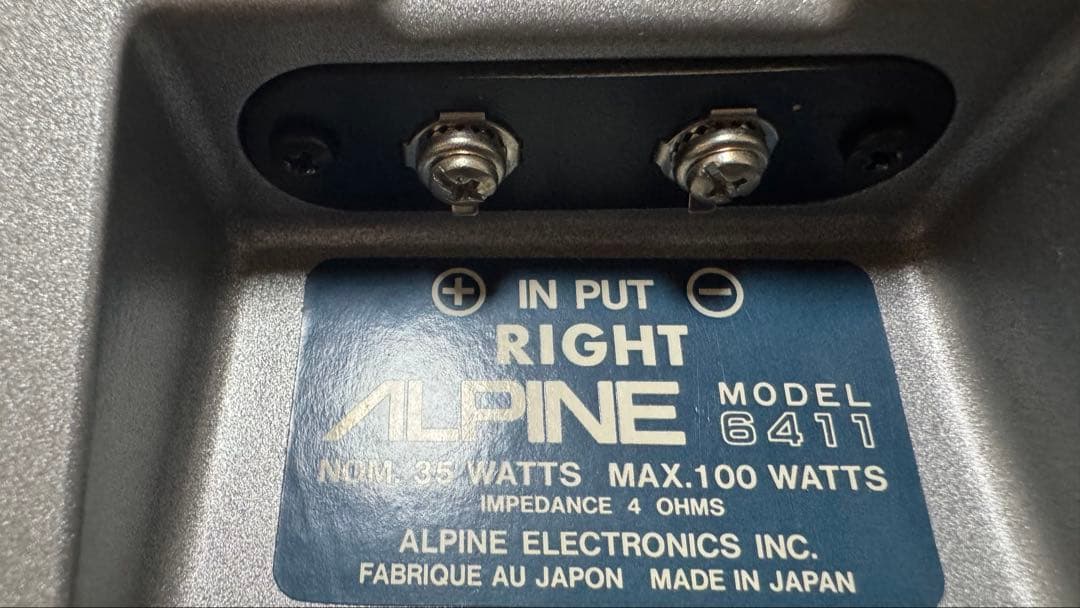 ⊕ IN PUT ⊖
RIGHT
ALPINE MODEL 6411
NOM. 35 WATTS MAX.100 WATTS
IMPEDANCE 4 OHMS
ALPINE ELECTRONICS INC.
FABRIQUE AU JAPON MADE IN JAPAN